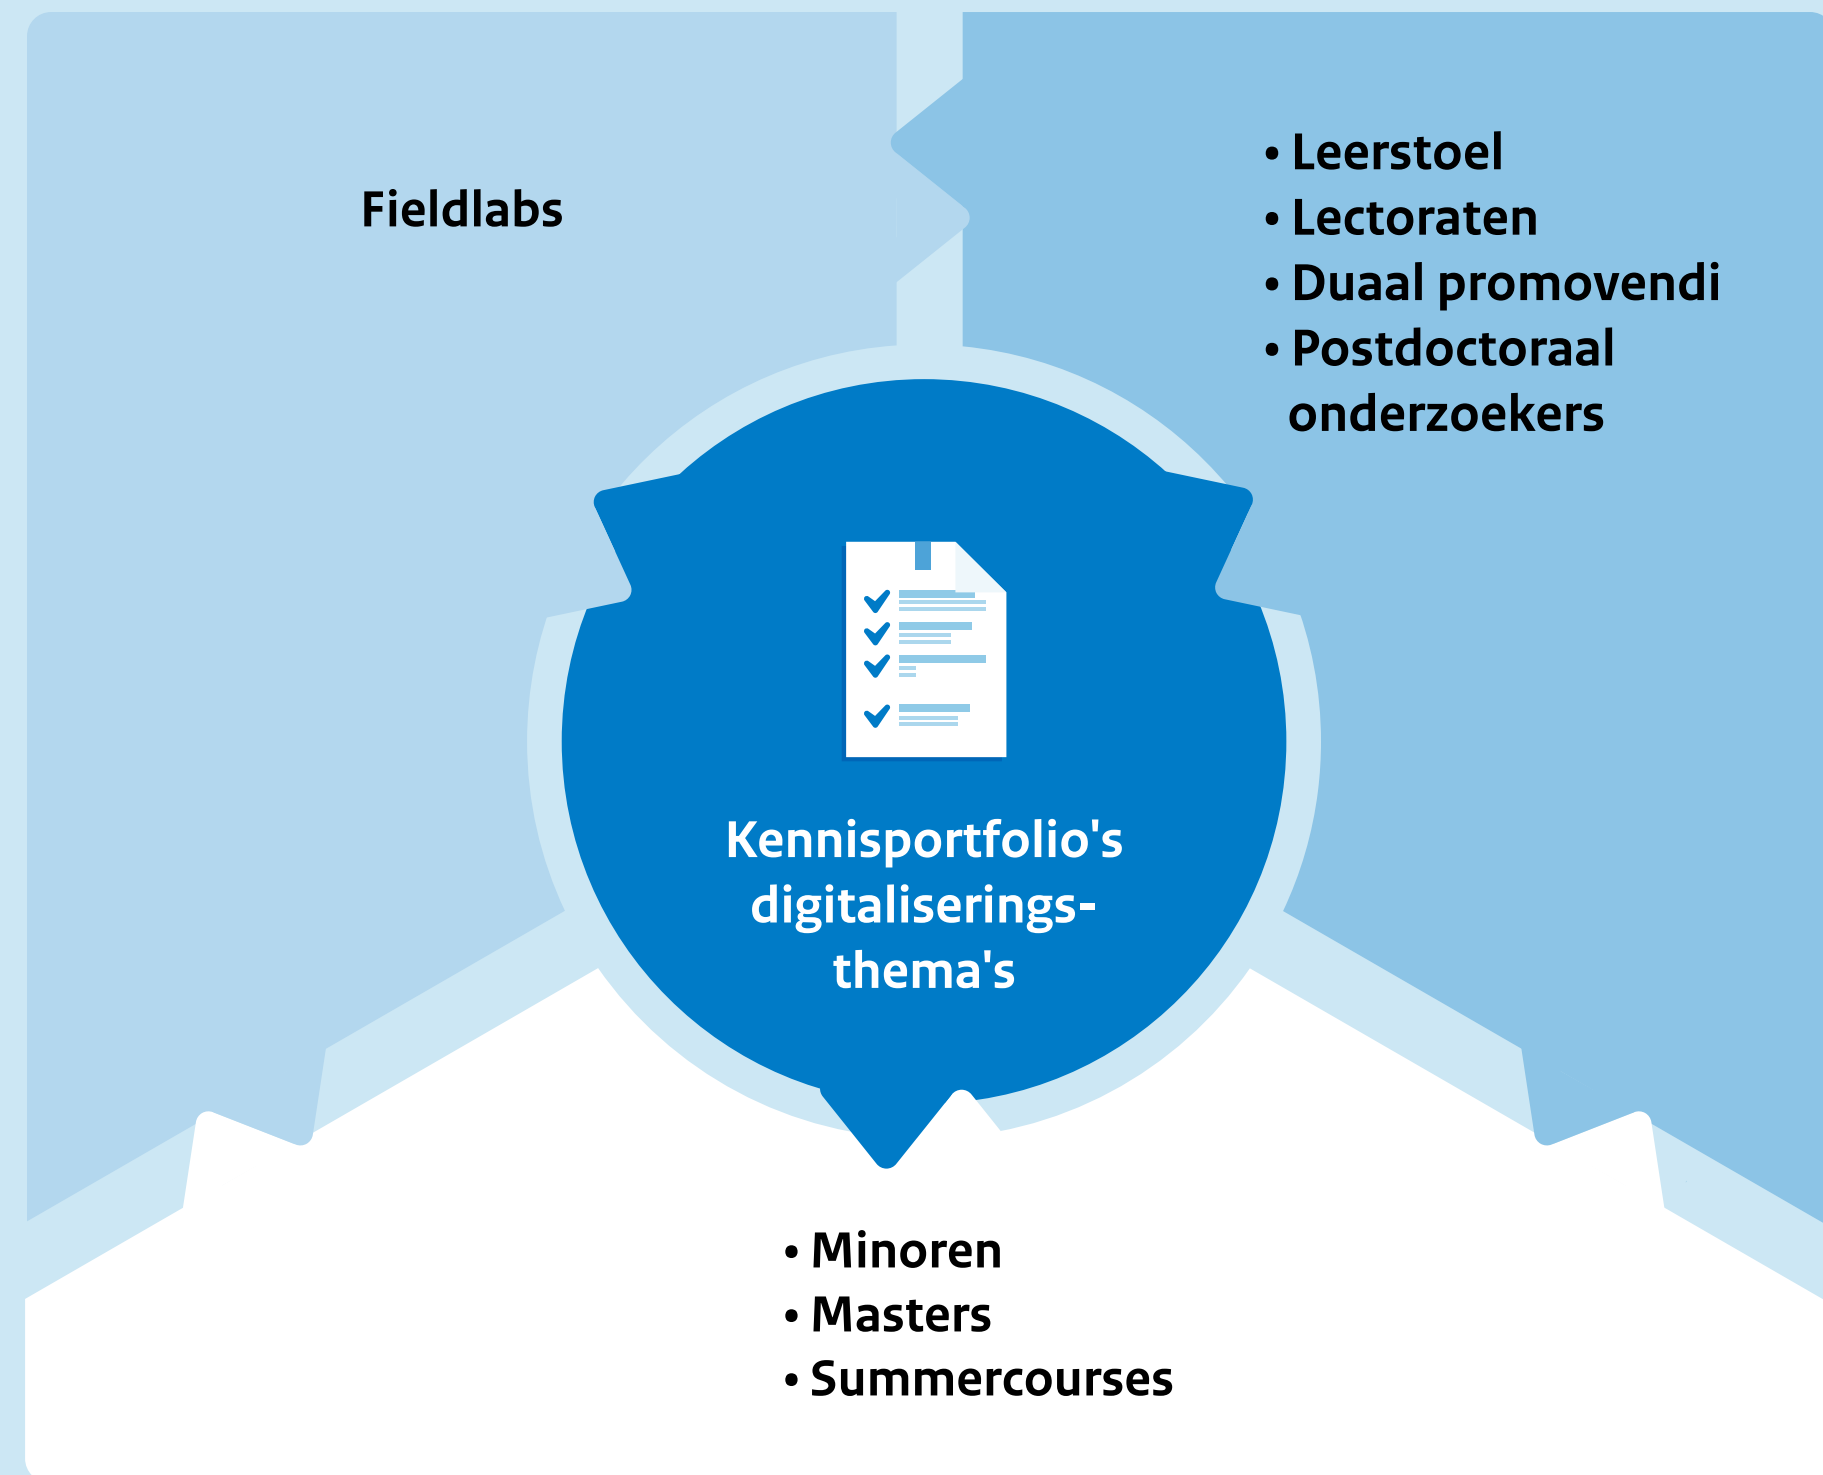 Fieldlabs
• Leerstoel
• Lectoraten
• Duaal promovendi
• Postdoctoraal
onderzoekers
Kennisportfolio's
digitaliserings-
thema's
• Minoren
• Masters
• Summercourses